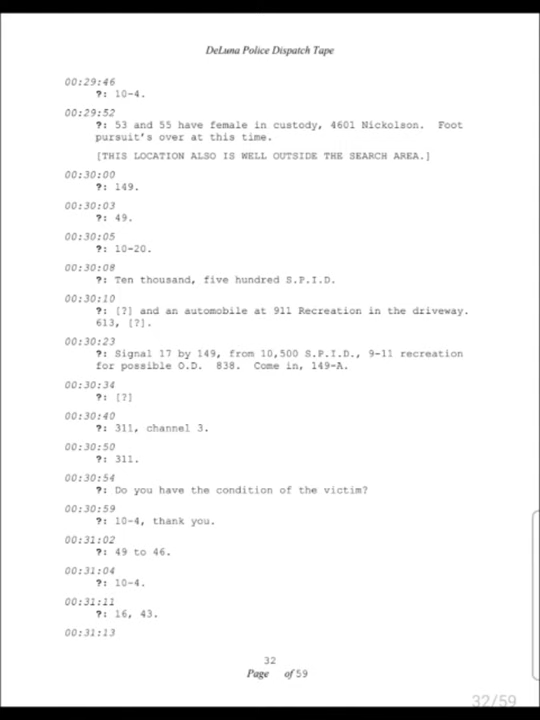 DeLuna Police Dispatch Tape
00:29:46
?: 10-4.
00:29:52
?: 53 and 55 have female in custody, 4601 Nickolson. Foot
pursuit's over at this time.
[THIS LOCATION ALSO IS WELL OUTSIDE THE SEARCH AREA.]
00:30:00
?: 149.
00:30:03
?: 49.
00:30:05
?: 10-20.
00:30:08
?: Ten thousand, five hundred S.P.I.D.
00:30:10
?: [?] and an automobile at 911 Recreation in the driveway.
613, [?].
00:30:23
?: Signal 17 by 149, from 10,500 S.P.I.D., 9-11 recreation
for possible O.D. 838. Come in, 149-A.
00:30:34
?: [?]
00:30:40
?: 311, channel 3.
00:30:50
?: 311.
00:30:54
?: Do you have the condition of the victim?
00:30:59
?: 10-4, thank you.
00:31:02
?: 49 to 46.
00:31:04
?: 10-4.
00:31:11
?: 16, 43.
00:31:13
32
Page of 59
32/59